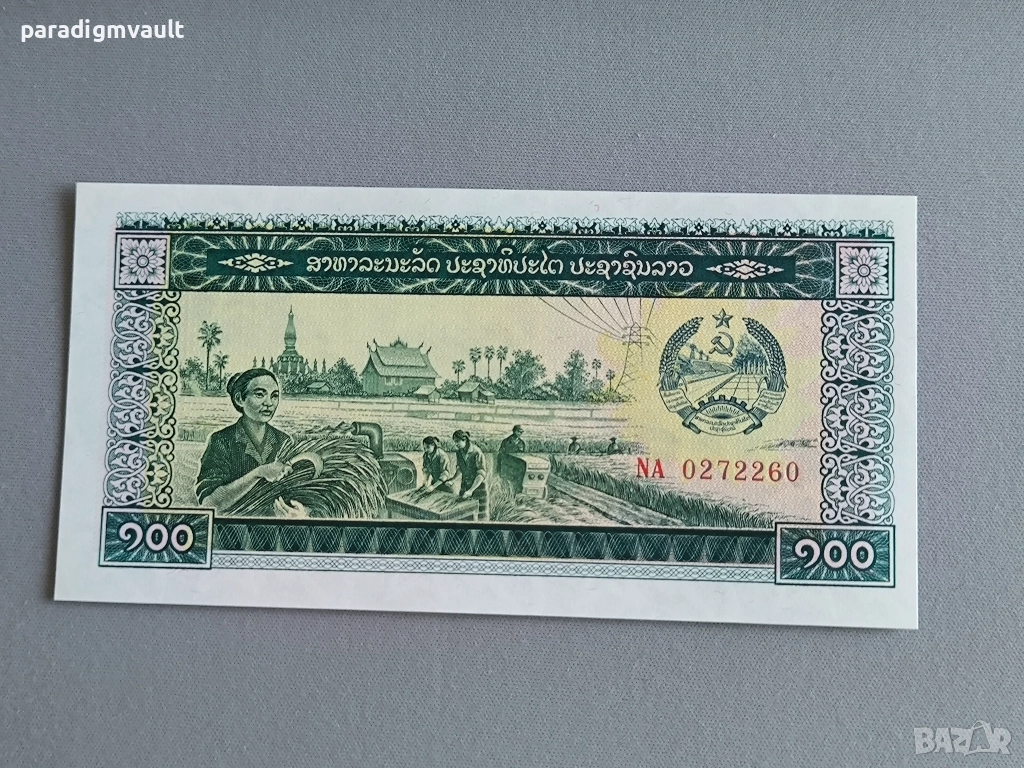 paradigmvault
ສາທາລະນະລັດ ປະຊາທິປະໄຕ ປະຊາຊົນລາວ
NA 0272260
໑໐໐
໑໐໐
BAZAR